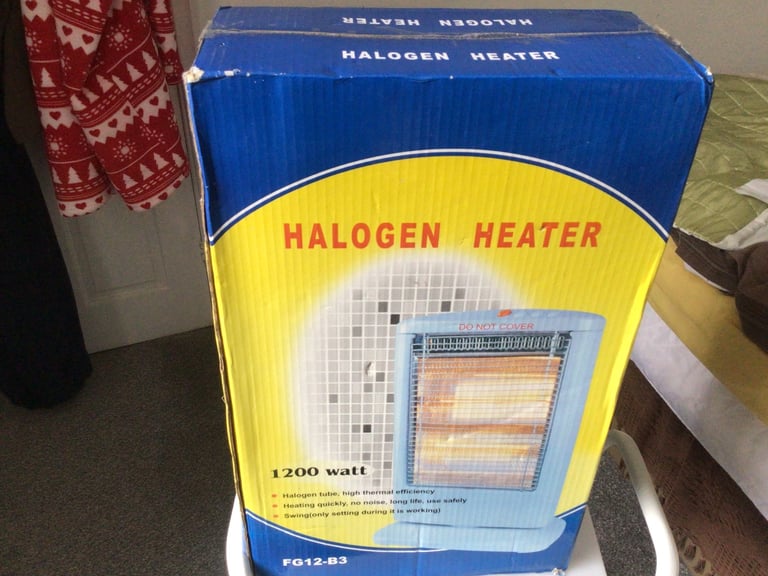 HALOGEN HEATER
HALOGEN HEATER
HALOGEN HEATER
DO NOT COVER
1200 watt
Halogen tube, high thermal efficiency
Heating quickly, no noise, long life, use safely
Swing(only setting during it is working)
FG12-B3